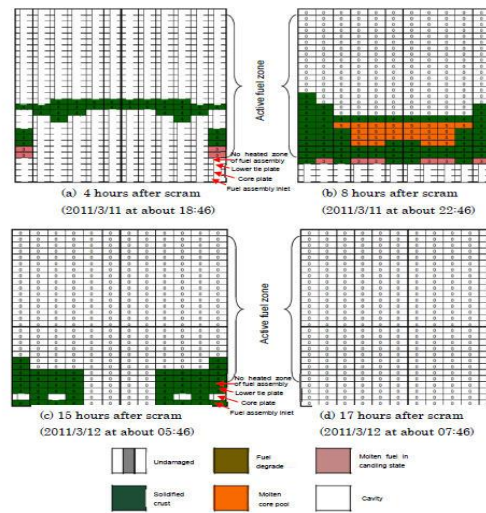 Active fuel zone
Active fuel zone
No heated zone
of fuel assembly
Lower tie plate
Core plate
Fuel assembly inlet
(a) 4 hours after scram
(2011/3/11 at about 18:46)
(b) 8 hours after scram
(2011/3/11 at about 22:46)
Active fuel zone
No heated zone
of fuel assembly
Lower tie plate
Core plate
Fuel assembly inlet
(c) 15 hours after scram
(2011/3/12 at about 05:46)
(d) 17 hours after scram
(2011/3/12 at about 07:46)
Undamaged
Fuel
degrade
Molten fuel in
candling state
Solidified
crust
Molten
core pool
Cavity